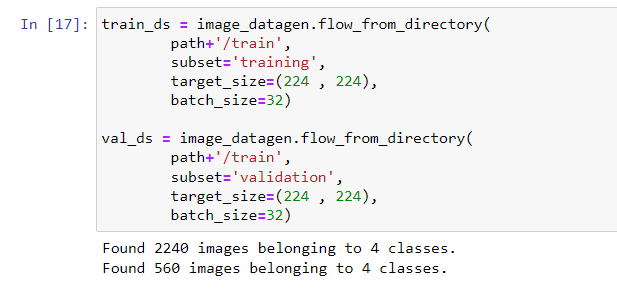 In [17]: train_ds = image_datagen.flow_from_directory(
        path+'/train',
        subset='training',
        target_size=(224 , 224),
        batch_size=32)

val_ds = image_datagen.flow_from_directory(
        path+'/train',
        subset='validation',
        target_size=(224 , 224),
        batch_size=32)
Found 2240 images belonging to 4 classes.
Found 560 images belonging to 4 classes.